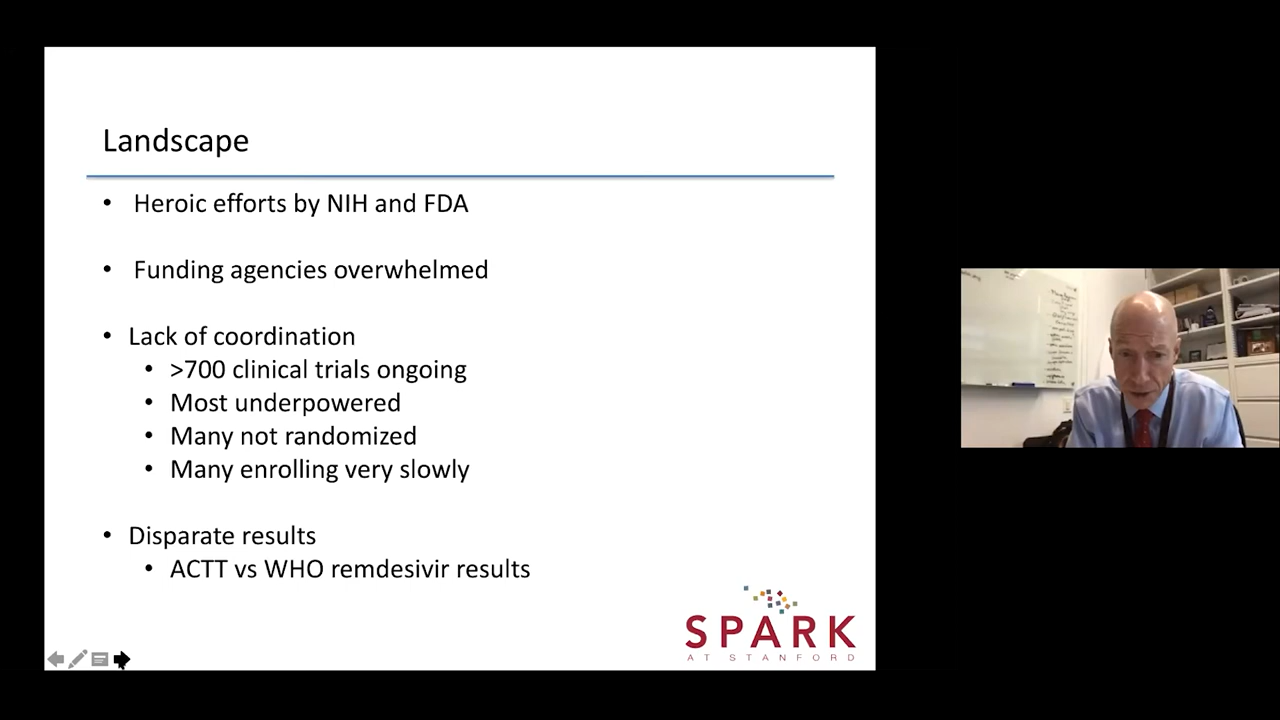 Landscape
• Heroic efforts by NIH and FDA
• Funding agencies overwhelmed
• Lack of coordination
• >700 clinical trials ongoing
• Most underpowered
• Many not randomized
• Many enrolling very slowly
• Disparate results
• ACTT vs WHO remdesivir results
SPARK
AT STANFORD